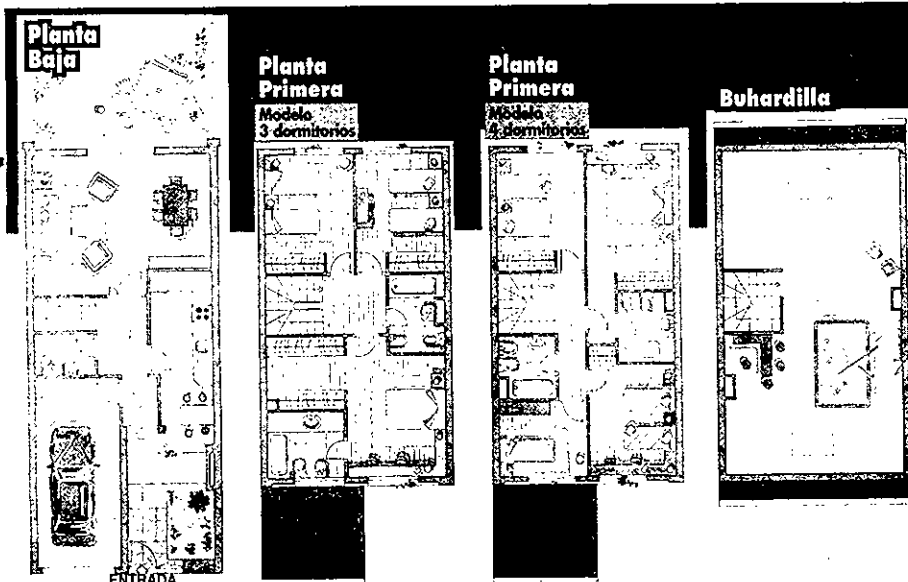 Planta
Baja
Planta
Primera
Modelo
3 dormitorios
Planta
Primera
Modelo
4 dormitorios
Buhardilla
ENTRADA